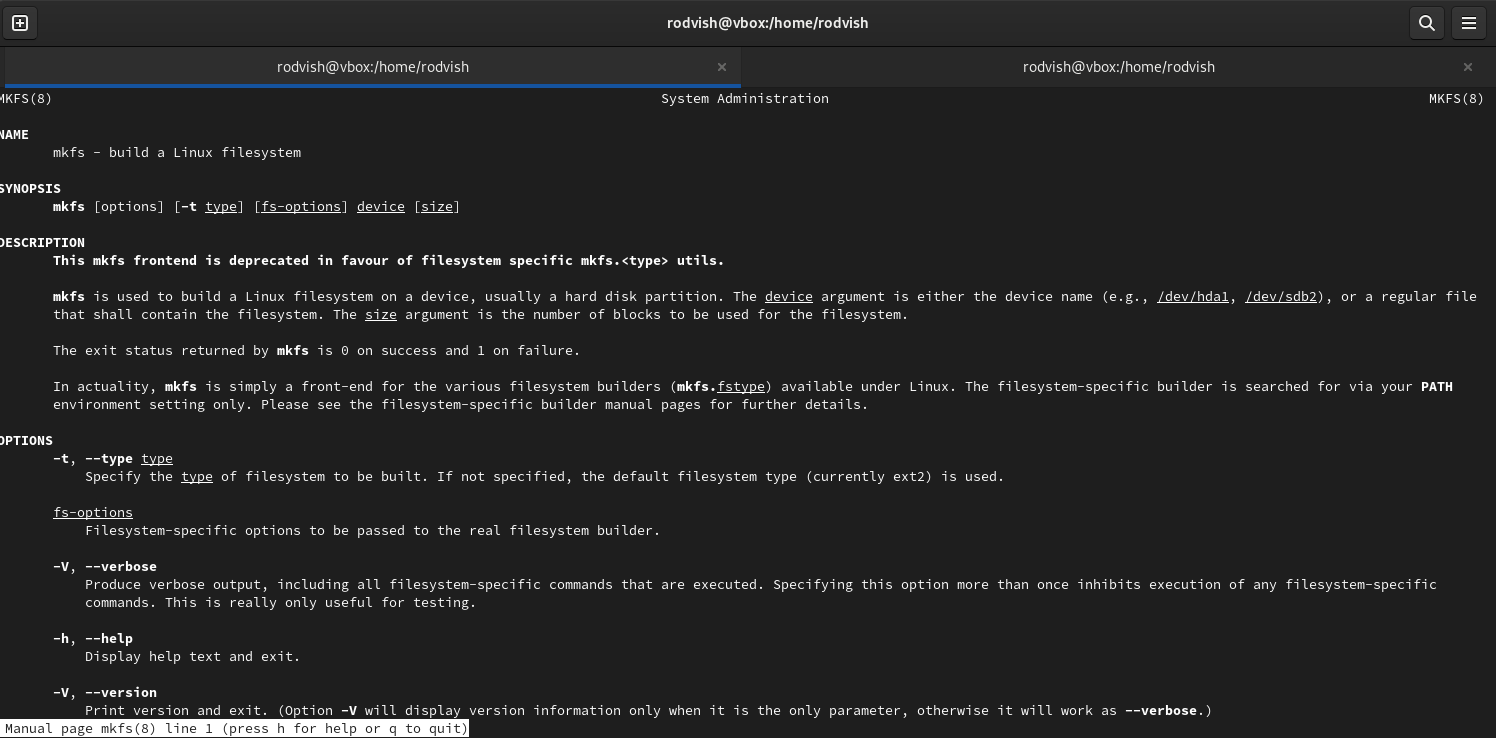 rodvish@vbox:/home/rodvish
rodvish@vbox:/home/rodvish × rodvish@vbox:/home/rodvish ×
MKFS(8) System Administration MKFS(8)
NAME
mkfs - build a Linux filesystem
SYNOPSIS
mkfs [options] [-t type] [fs-options] device [size]
DESCRIPTION
This mkfs frontend is deprecated in favour of filesystem specific mkfs.<type> utils.
mkfs is used to build a Linux filesystem on a device, usually a hard disk partition. The device argument is either the device name (e.g., /dev/hda1, /dev/sdb2), or a regular file
that shall contain the filesystem. The size argument is the number of blocks to be used for the filesystem.
The exit status returned by mkfs is 0 on success and 1 on failure.
In actuality, mkfs is simply a front-end for the various filesystem builders (mkfs.fstype) available under Linux. The filesystem-specific builder is searched for via your PATH
environment setting only. Please see the filesystem-specific builder manual pages for further details.
OPTIONS
-t, --type type
Specify the type of filesystem to be built. If not specified, the default filesystem type (currently ext2) is used.
fs-options
Filesystem-specific options to be passed to the real filesystem builder.
-V, --verbose
Produce verbose output, including all filesystem-specific commands that are executed. Specifying this option more than once inhibits execution of any filesystem-specific
commands. This is really only useful for testing.
-h, --help
Display help text and exit.
-V, --version
Print version and exit. (Option -V will display version information only when it is the only parameter, otherwise it will work as --verbose.)
Manual page mkfs(8) line 1 (press h for help or q to quit)